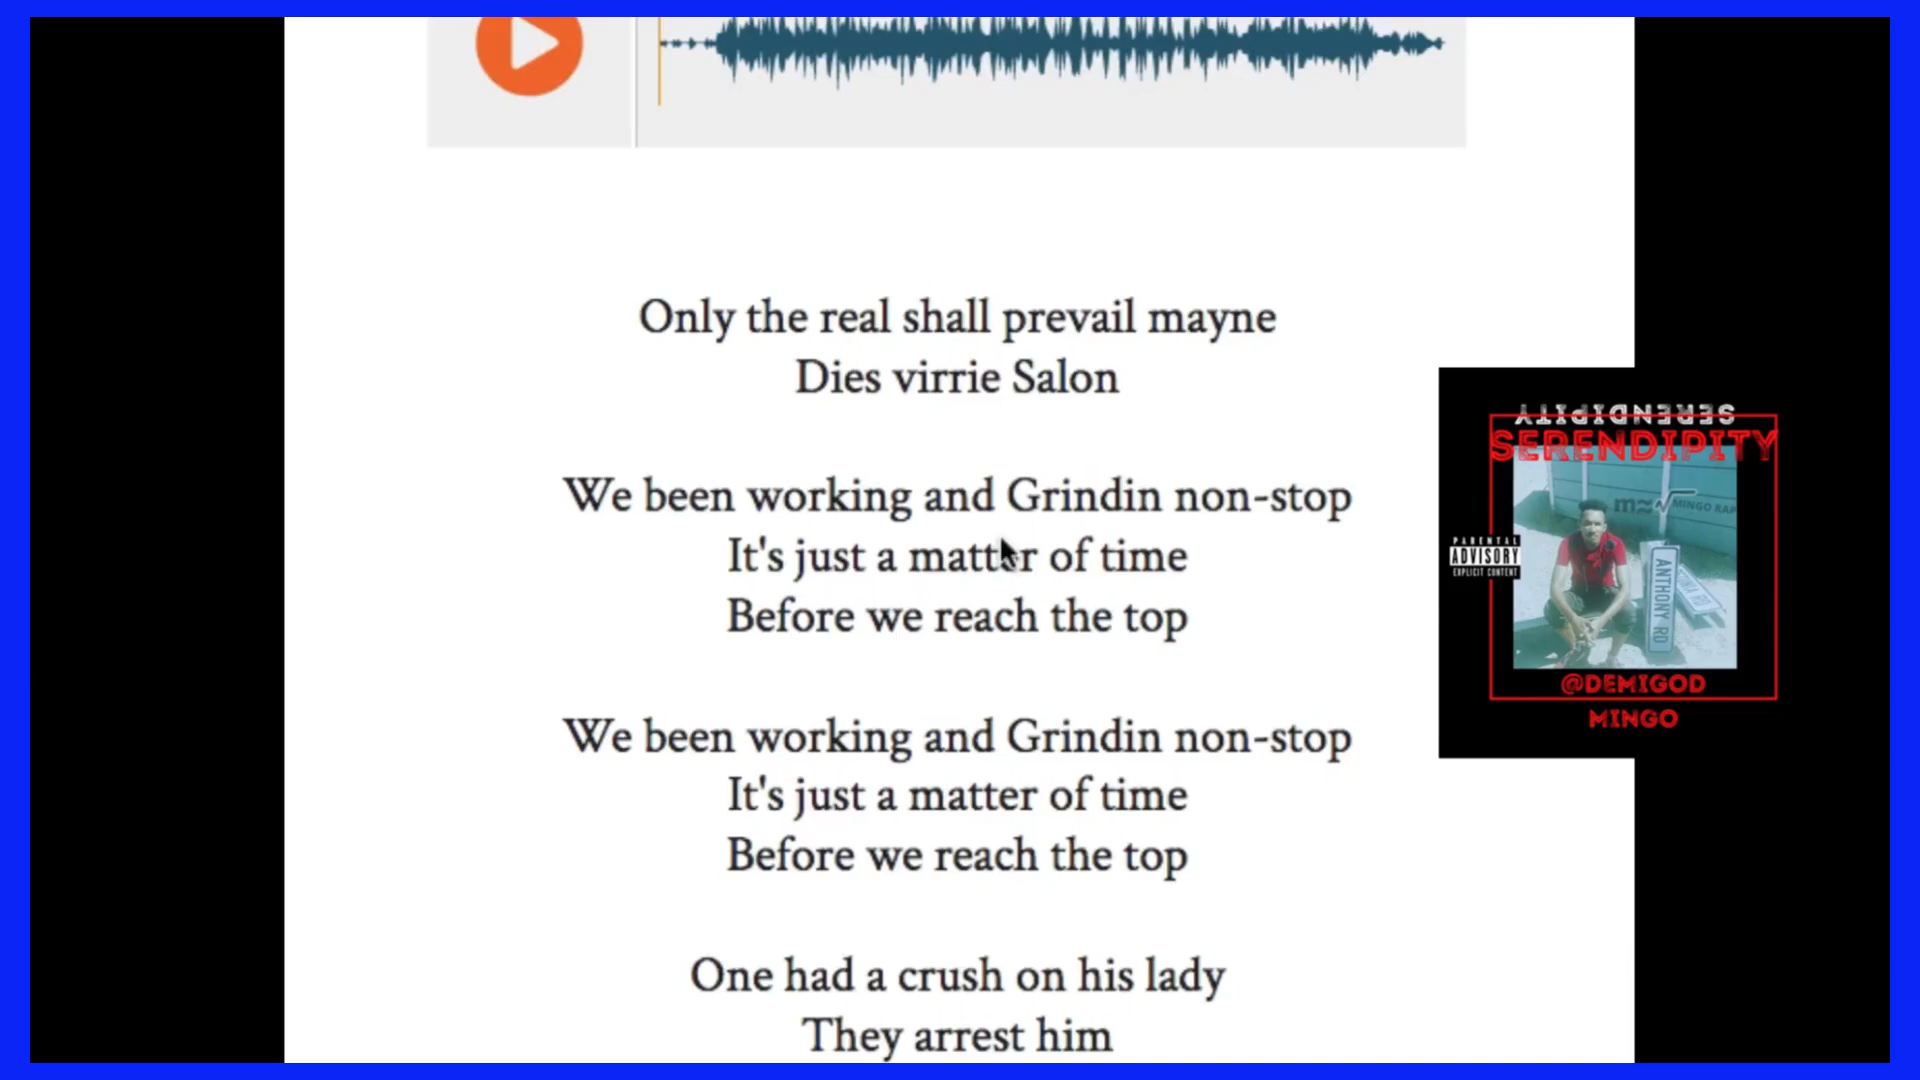 Only the real shall prevail mayne
Dies virrie Salon
We been working and Grindin non-stop
It's just a matter of time
Before we reach the top
We been working and Grindin non-stop
It's just a matter of time
Before we reach the top
One had a crush on his lady
They arrest him
SERENDIPITY
SERENDIPITY
MINGO RAP
PARENTAL
ADVISORY
EXPLICIT CONTENT
ANTHONY RD
@DEMIGOD
MINGO